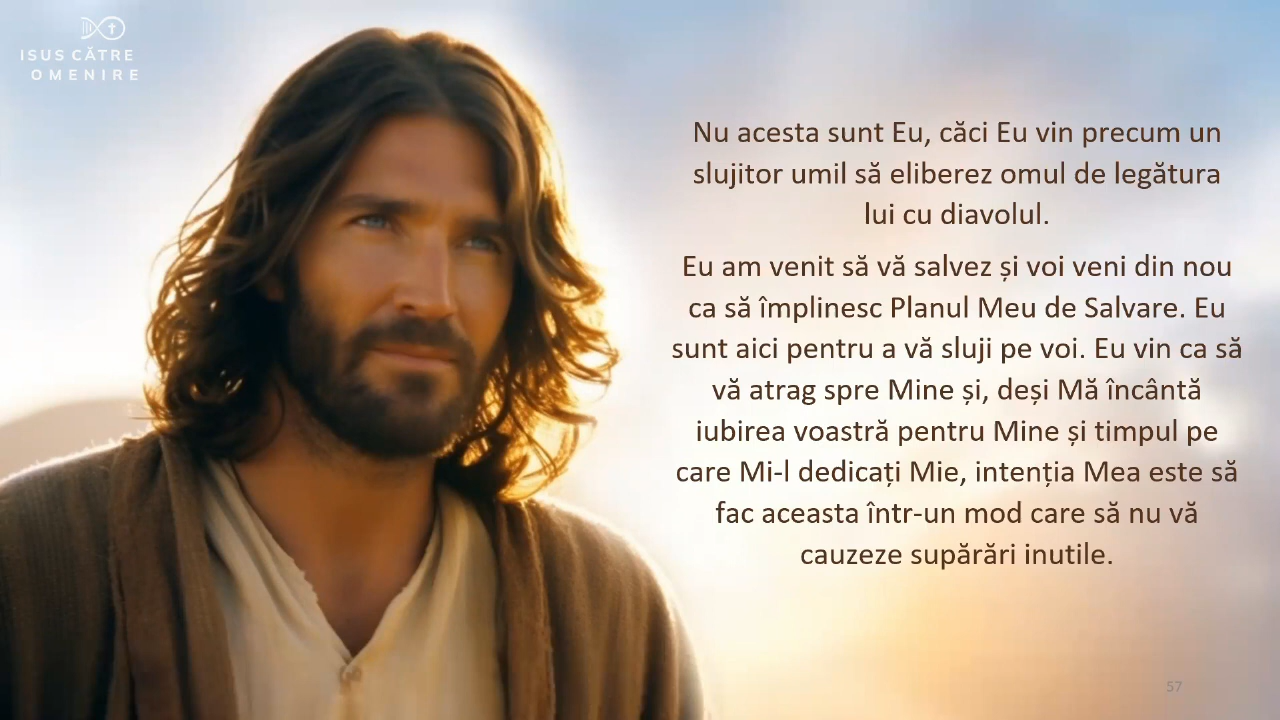 ISUS CĂTRE
OMENIRE
Nu acesta sunt Eu, căci Eu vin precum un
slujitor umil să eliberez omul de legătura
lui cu diavolul.
Eu am venit să vă salvez și voi veni din nou
ca să împlinesc Planul Meu de Salvare. Eu
sunt aici pentru a vă sluji pe voi. Eu vin ca să
vă atrag spre Mine și, deși Mă încântă
iubirea voastră pentru Mine și timpul pe
care Mi-l dedicați Mie, intenția Mea este să
fac aceasta într-un mod care să nu vă
cauzeze supărări inutile.
57